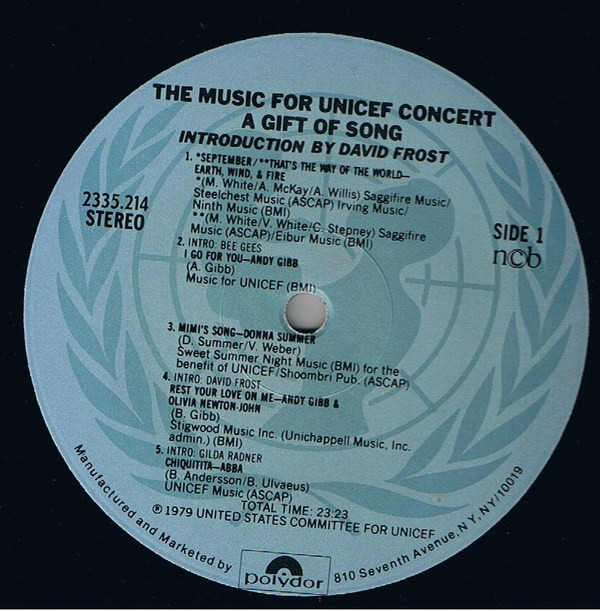 THE MUSIC FOR UNICEF CONCERT
A GIFT OF SONG
INTRODUCTION BY DAVID FROST
1. *SEPTEMBER/**THAT'S THE WAY OF THE WORLD—
EARTH, WIND, & FIRE
*(M. White/A. McKay/A. Willis) Saggifire Music/
Steelchest Music (ASCAP) Irving Music/
Ninth Music (BMI)
**(M. White/V. White/C. Stepney) Saggifire
Music (ASCAP)/Eibur Music (BMI)
2335.214
STEREO
SIDE 1
n©b
2. INTRO: BEE GEES
I GO FOR YOU—ANDY GIBB
(A. Gibb)
Music for UNICEF (BMI)
3. MIMI'S SONG—DONNA SUMMER
(D. Summer/V. Weber)
Sweet Summer Night Music (BMI) for the
benefit of UNICEF/Shoombri Pub. (ASCAP)
4. INTRO: DAVID FROST
REST YOUR LOVE ON ME—ANDY GIBB &
OLIVIA NEWTON-JOHN
(B. Gibb)
Stigwood Music Inc. (Unichappell Music, Inc.
admin.) (BMI)
5. INTRO: GILDA RADNER
CHIQUITITA—ABBA
(B. Andersson/B. Ulvaeus)
UNICEF Music (ASCAP)
TOTAL TIME: 23:23
℗ 1979 UNITED STATES COMMITTEE FOR UNICEF
Manufactured and Marketed by
polydor
810 Seventh Avenue, N.Y. NY/10019